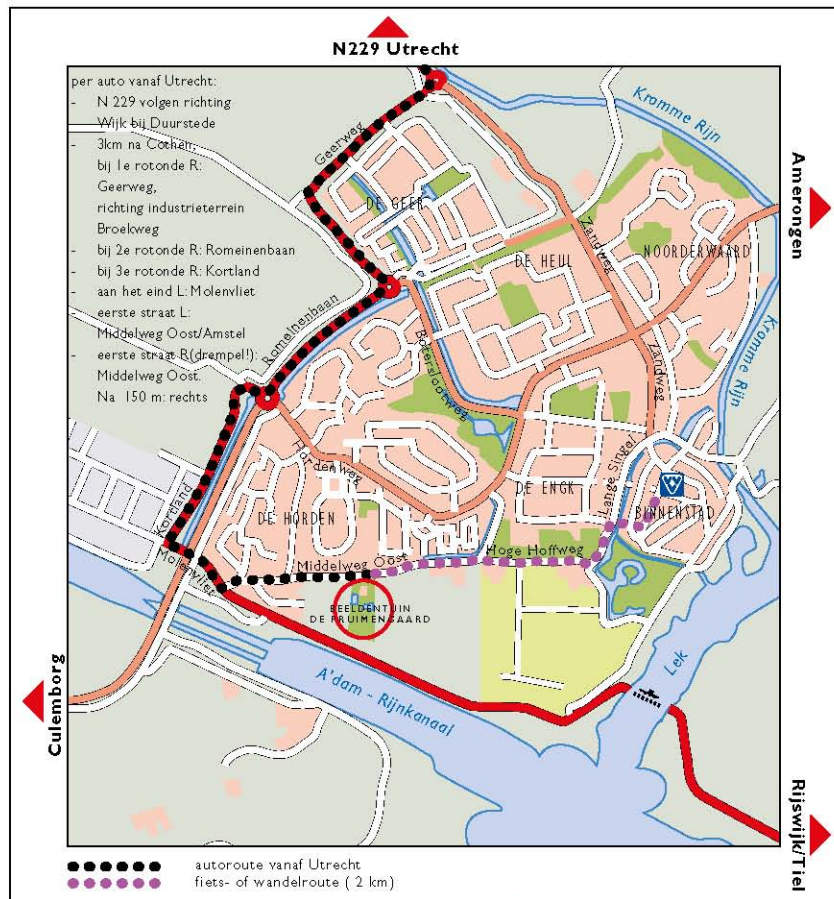 N229 Utrecht
per auto vanaf Utrecht:
- N 229 volgen richting
Wijk bij Duurstede
- 3km na Cothen,
bij 1e rotonde R:
Geerweg,
richting industrieterrein
Broekweg
- bij 2e rotonde R: Romeinenbaan
- bij 3e rotonde R: Kortland
- aan het eind L: Molenvliet
- eerste straat L:
Middelweg Oost/Amstel
- eerste straat R(drempel!):
Middelweg Oost.
Na 150 m: rechts
Kromme Rijn
Geerweg
Amerongen
DE GEER
Zandweg
NOORDERWAARD
DE HEUL
Romeinenbaan
Boterslootweg
Zandweg
Kromme Rijn
Hordenweg
Lange Singel
DE ENGK
BINNENSTAD
Kortland
DE HORDEN
Molenvliet
Middelweg Oost
Hoge Hoffweg
BEELDENTUIN
DE PRUIMENGAARD
Culemborg
A'dam - Rijnkanaal
Lek
Rijswijk/Tiel
autoroute vanaf Utrecht
fiets- of wandelroute ( 2 km)